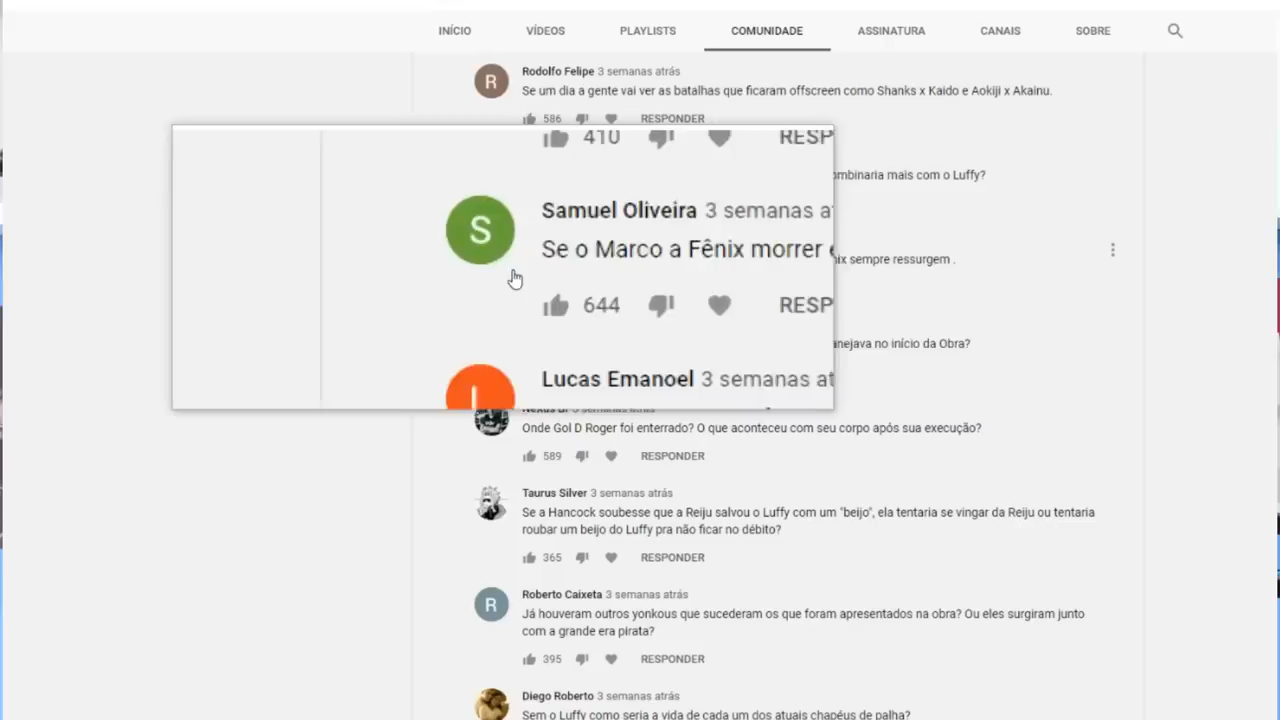 INÍCIO VÍDEOS PLAYLISTS COMUNIDADE ASSINATURA CANAIS SOBRE
Rodolfo Felipe 3 semanas atrás
Se um dia a gente vai ver as batalhas que ficaram offscreen como Shanks x Kaido e Aokiji x Akainu.
586 RESPONDER
410 RESP
ombinaria mais com o Luffy?
Samuel Oliveira 3 semanas at
Se o Marco a Fênix morrer e
nix sempre ressurgem .
644 RESP
anejava no início da Obra?
Lucas Emanoel 3 semanas at
Nexus Br 3 semanas atrás
Onde Gol D Roger foi enterrado? O que aconteceu com seu corpo após sua execução?
589 RESPONDER
Taurus Silver 3 semanas atrás
Se a Hancock soubesse que a Reiju salvou o Luffy com um "beijo", ela tentaria se vingar da Reiju ou tentaria
roubar um beijo do Luffy pra não ficar no débito?
365 RESPONDER
Roberto Caixeta 3 semanas atrás
Já houveram outros yonkous que sucederam os que foram apresentados na obra? Ou eles surgiram junto
com a grande era pirata?
395 RESPONDER
Diego Roberto 3 semanas atrás
Sem o Luffy como seria a vida de cada um dos atuais chapéus de palha?